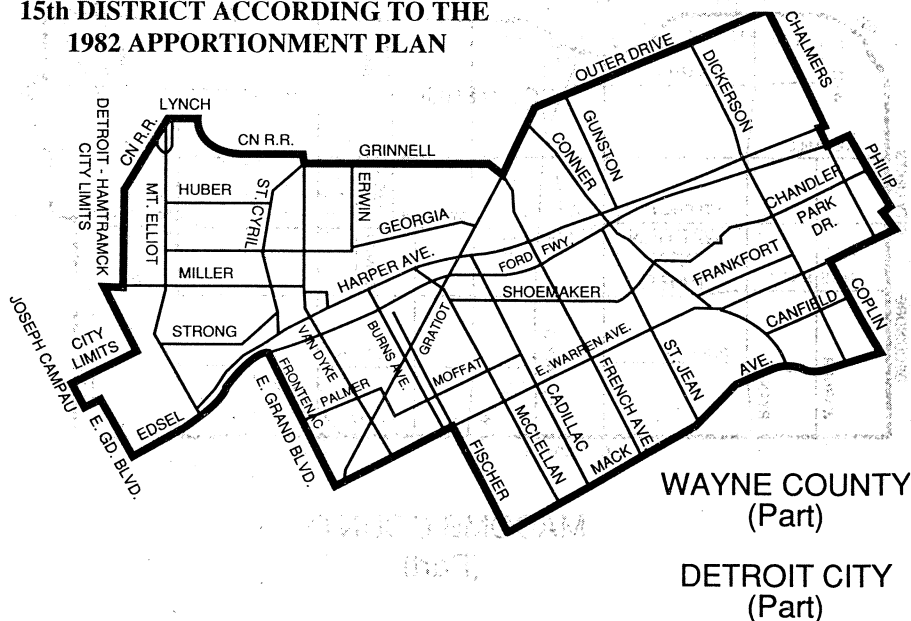 15th DISTRICT ACCORDING TO THE
1982 APPORTIONMENT PLAN
OUTER DRIVE
CHALMERS
DICKERSON
GUNSTON
CONNER
LYNCH
CN R.R.
CN R.R.
GRINNELL
DETROIT - HAMTRAMCK
CITY LIMITS
MT. ELLIOT
HUBER
ST. CYRIL
ERWIN
GEORGIA
MILLER
HARPER AVE.
FORD FWY.
SHOEMAKER
CHANDLER
PARK
DR.
PHILIP
FRANKFORT
CANFIELD
COPLIN
JOSEPH CAMPAU
CITY
LIMITS
STRONG
VAN DYKE
BURNS AVE.
GRATIOT
MOFFAT
E. WARREN AVE.
ST. JEAN
AVE.
FRONTENAC
PALMER
E. GD. BLVD.
EDSEL
E. GRAND BLVD.
FISCHER
McCLELLAN
CADILLAC
FRENCH AVE.
MACK
WAYNE COUNTY
(Part)
DETROIT CITY
(Part)